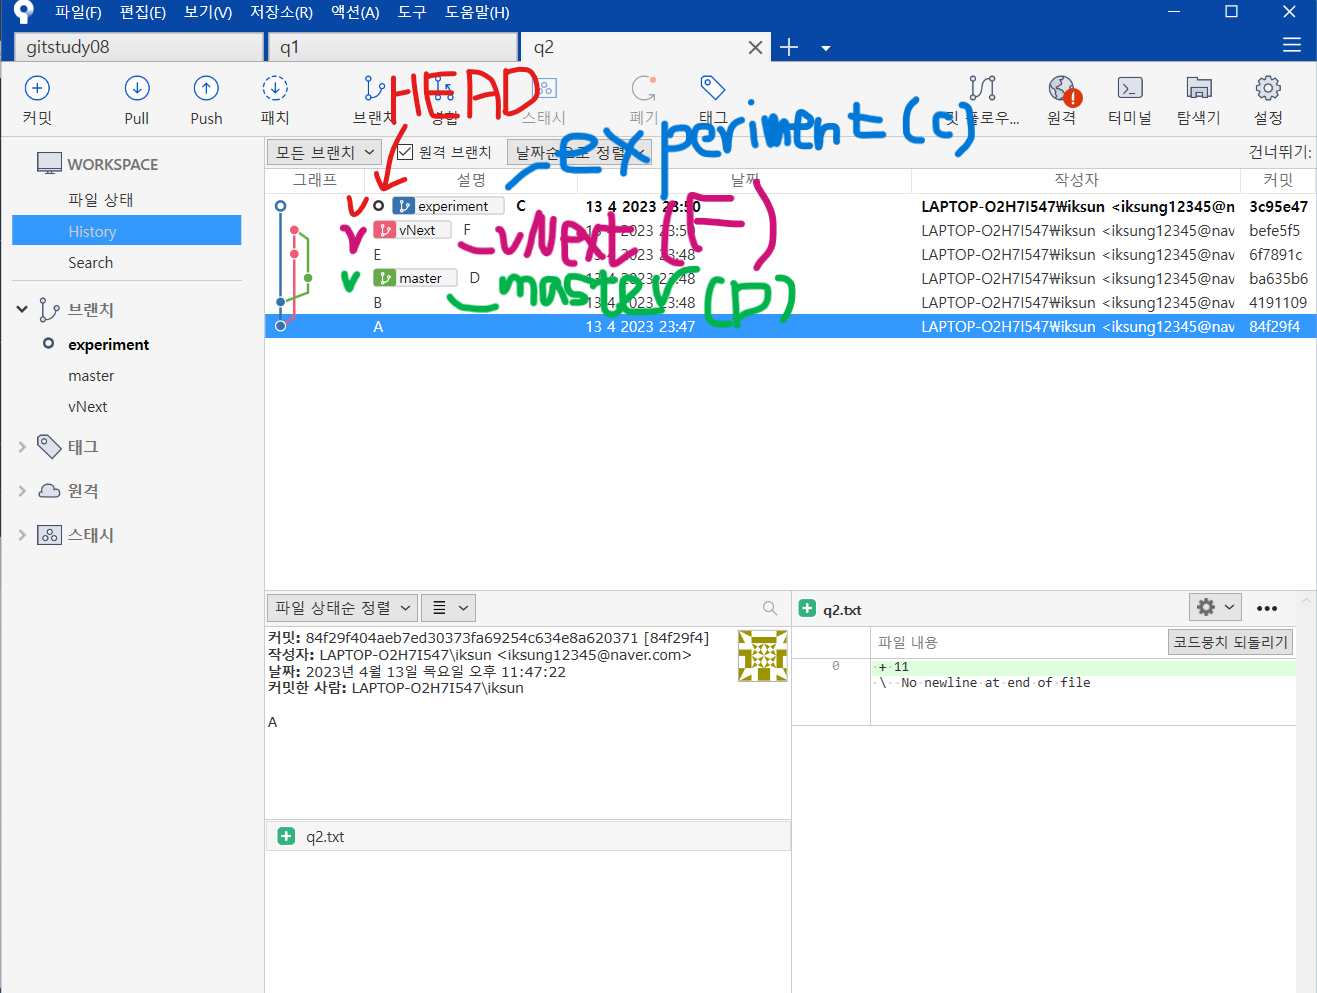 파일(F) 편집(E) 보기(V) 저장소(R) 액션(A) 도구 도움말(H)
gitstudy08 q1 q2
커밋 Pull Push 패치 브랜치 병합 스태시 폐기 태그 원격 터미널 탐색기 설정
HEAD
experiment (c)
WORKSPACE
모든 브랜치 원격 브랜치 날짜순으로 정렬 건너뛰기:
그래프 설명 날짜 작성자 커밋
파일 상태
History
Search
브랜치
experiment
master
vNext
태그
원격
스태시
experiment C 13 4 2023 23:50 LAPTOP-O2H7I547₩iksun <iksung12345@n 3c95e47
vNext F 13 4 2023 23:50 LAPTOP-O2H7I547₩iksun <iksung12345@nav befe5f5
vNext (F)
E 13 4 2023 23:48 LAPTOP-O2H7I547₩iksun <iksung12345@nav 6f7891c
master D 13 4 2023 23:48 LAPTOP-O2H7I547₩iksun <iksung12345@nav ba635b6
master (D)
B 13 4 2023 23:48 LAPTOP-O2H7I547₩iksun <iksung12345@nav 4191109
A 13 4 2023 23:47 LAPTOP-O2H7I547₩iksun <iksung12345@nav 84f29f4
파일 상태순 정렬
커밋: 84f29f404aeb7ed30373fa69254c634e8a620371 [84f29f4]
작성자: LAPTOP-O2H7I547\iksun <iksung12345@naver.com>
날짜: 2023년 4월 13일 목요일 오후 11:47:22
커밋한 사람: LAPTOP-O2H7I547\iksun
A
q2.txt
q2.txt
파일 내용 코드뭉치 되돌리기
0 + 11
\ No newline at end of file